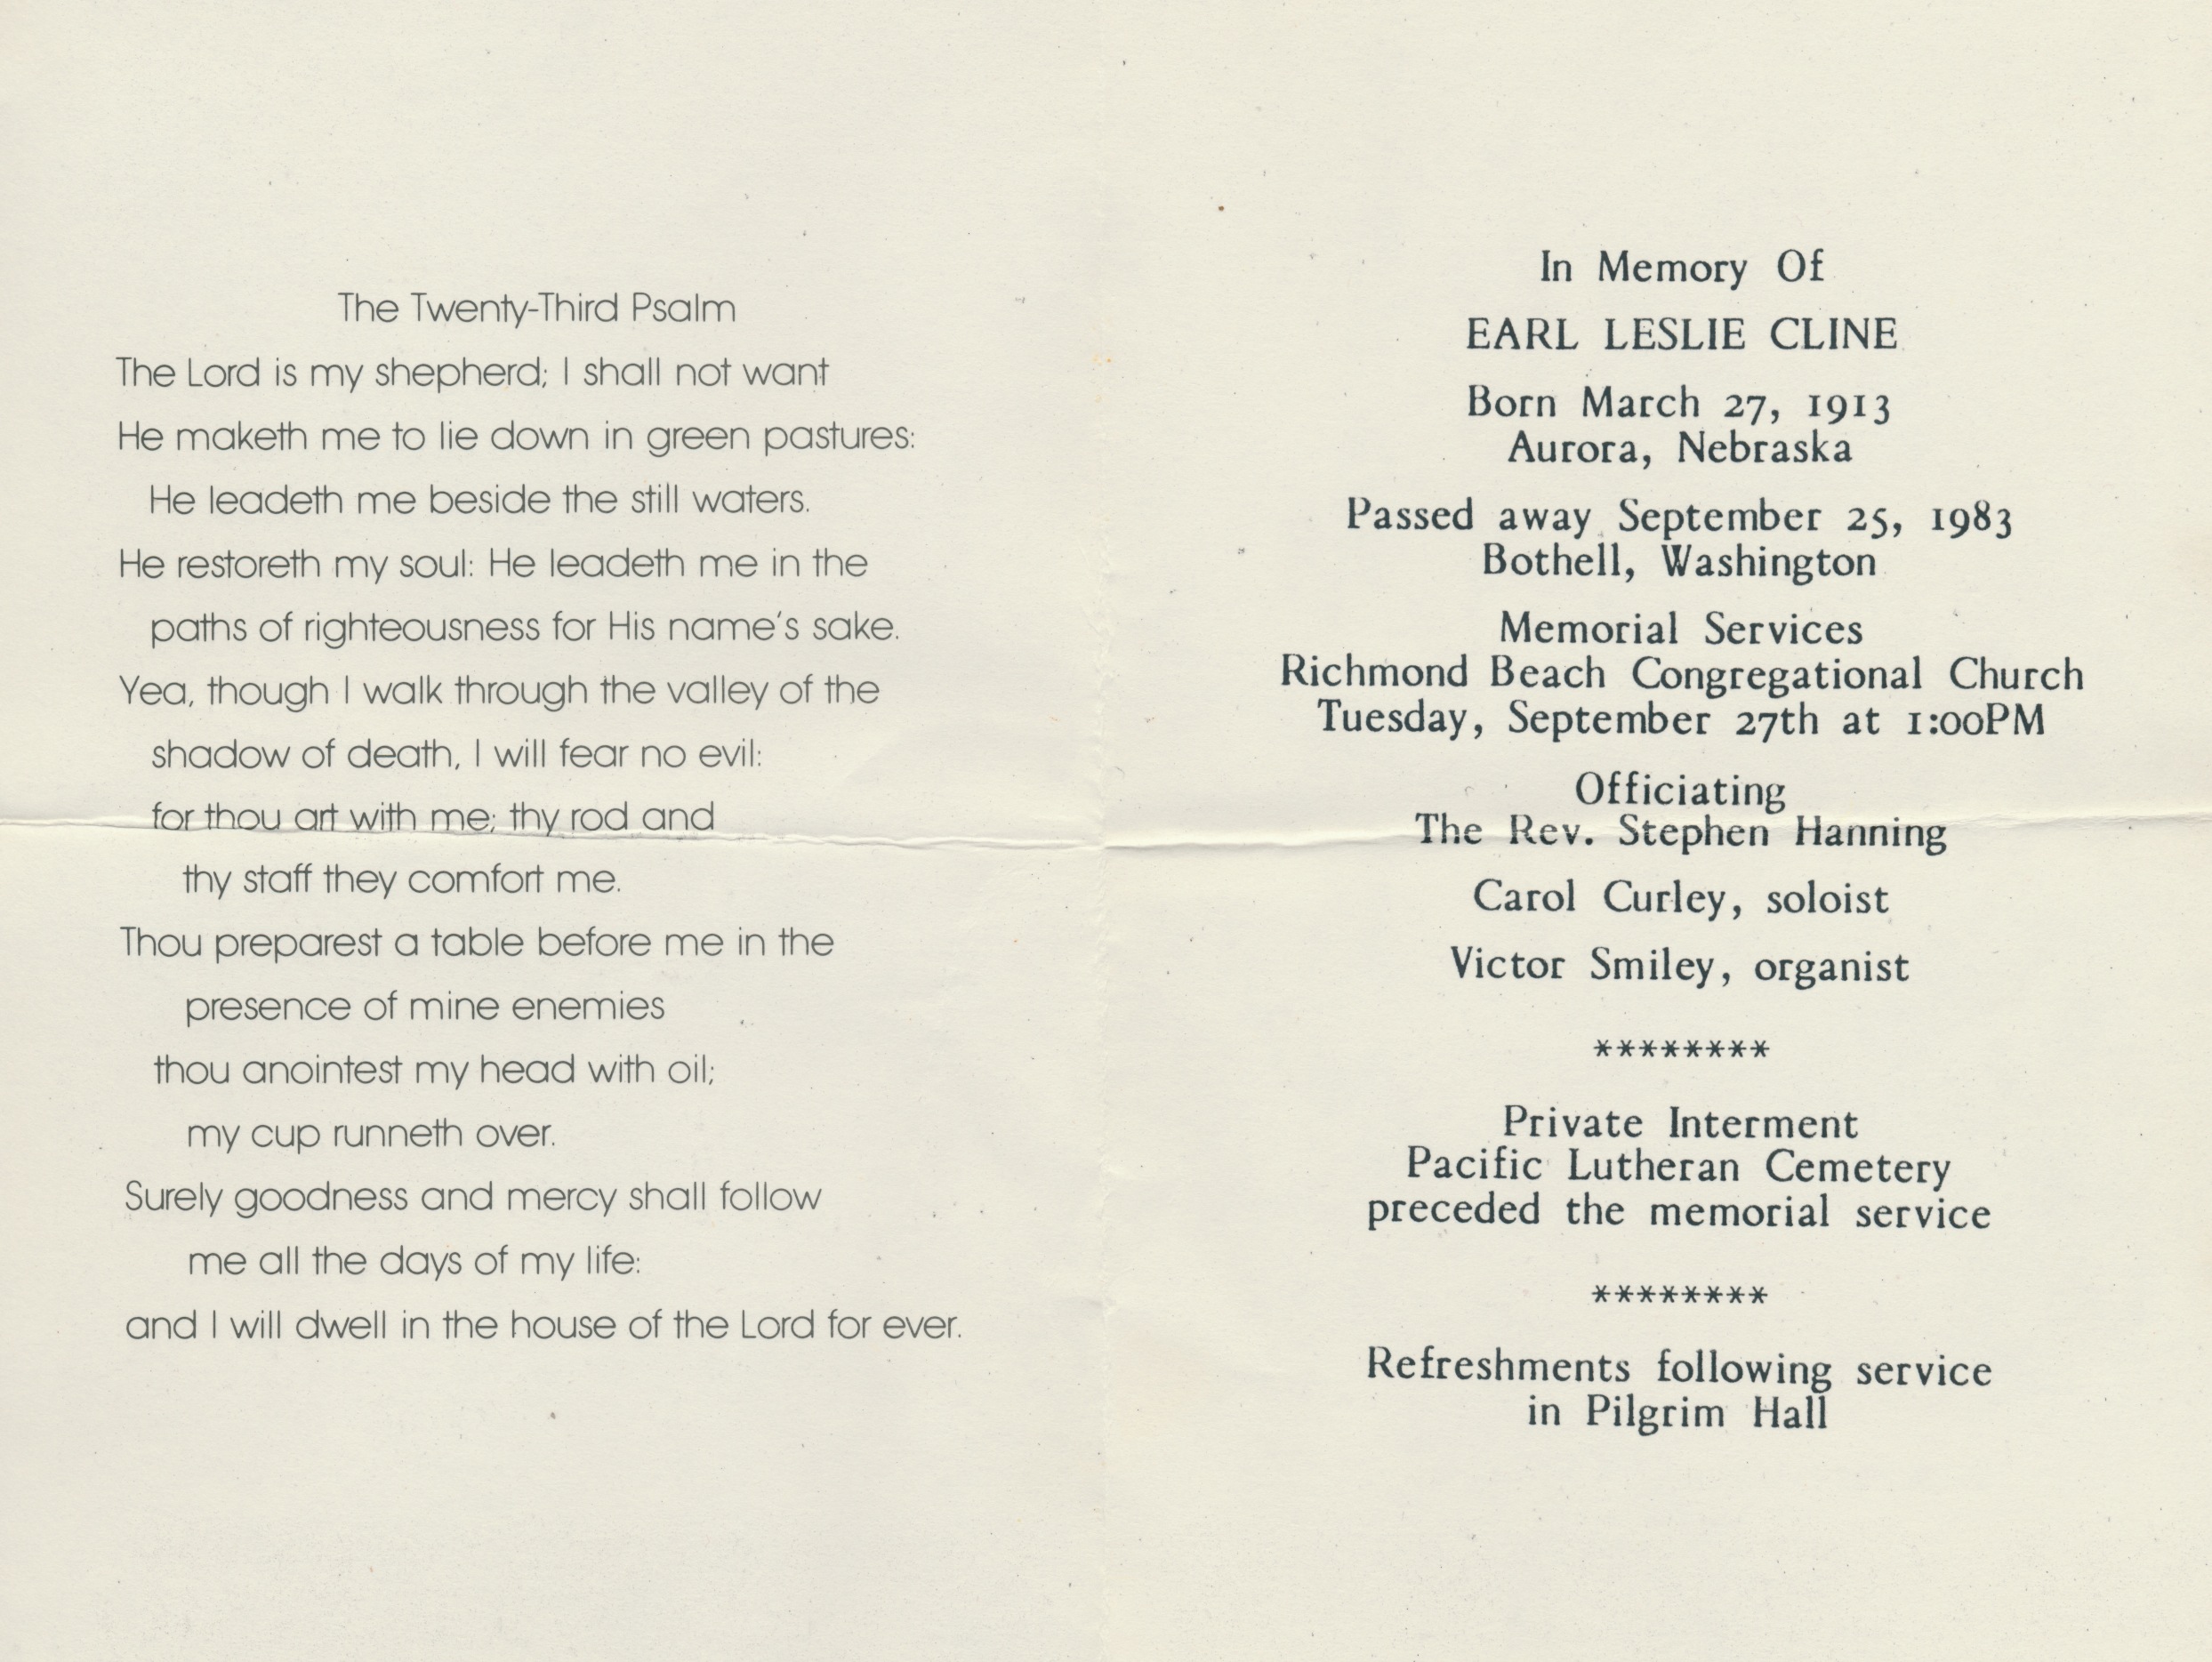 The Twenty-Third Psalm
The Lord is my shepherd; I shall not want
He maketh me to lie down in green pastures:
He leadeth me beside the still waters.
He restoreth my soul: He leadeth me in the
paths of righteousness for His name's sake.
Yea, though I walk through the valley of the
shadow of death, I will fear no evil:
for thou art with me; thy rod and
thy staff they comfort me.
Thou preparest a table before me in the
presence of mine enemies
thou anointest my head with oil;
my cup runneth over.
Surely goodness and mercy shall follow
me all the days of my life:
and I will dwell in the house of the Lord for ever.
In Memory Of
EARL LESLIE CLINE
Born March 27, 1913
Aurora, Nebraska
Passed away September 25, 1983
Bothell, Washington
Memorial Services
Richmond Beach Congregational Church
Tuesday, September 27th at 1:00PM
Officiating
The Rev. Stephen Hanning
Carol Curley, soloist
Victor Smiley, organist
********
Private Interment
Pacific Lutheran Cemetery
preceded the memorial service
********
Refreshments following service
in Pilgrim Hall